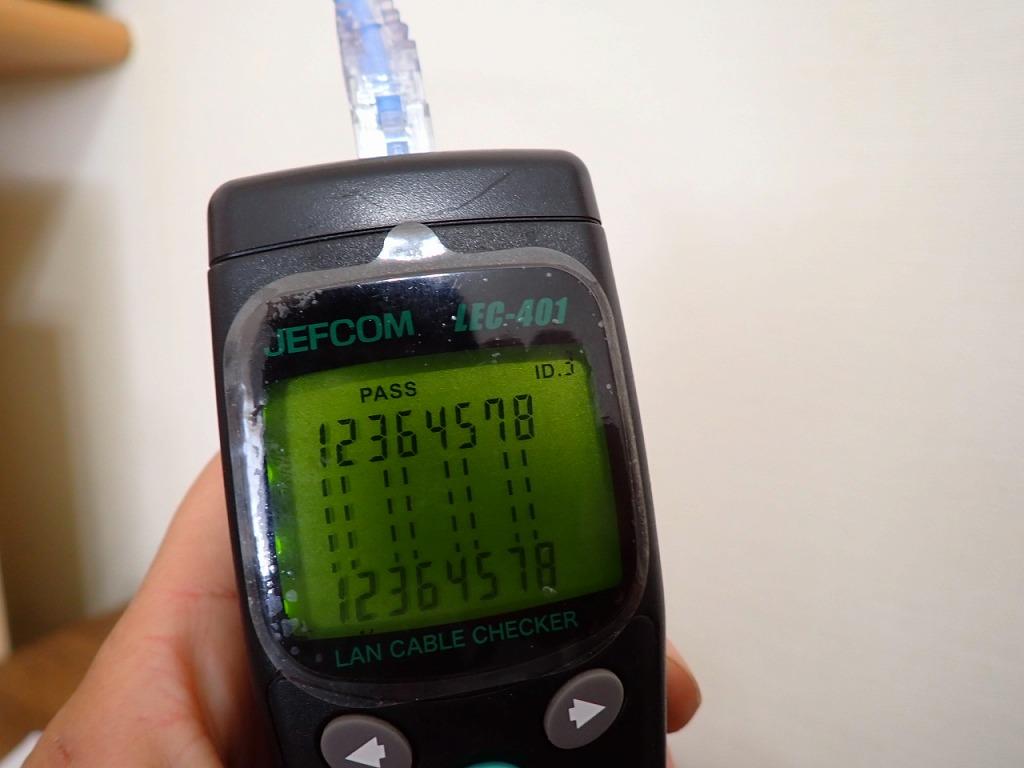 JEFCOM LEC-401
PASS ID.3
12364578
12364578
LAN CABLE CHECKER